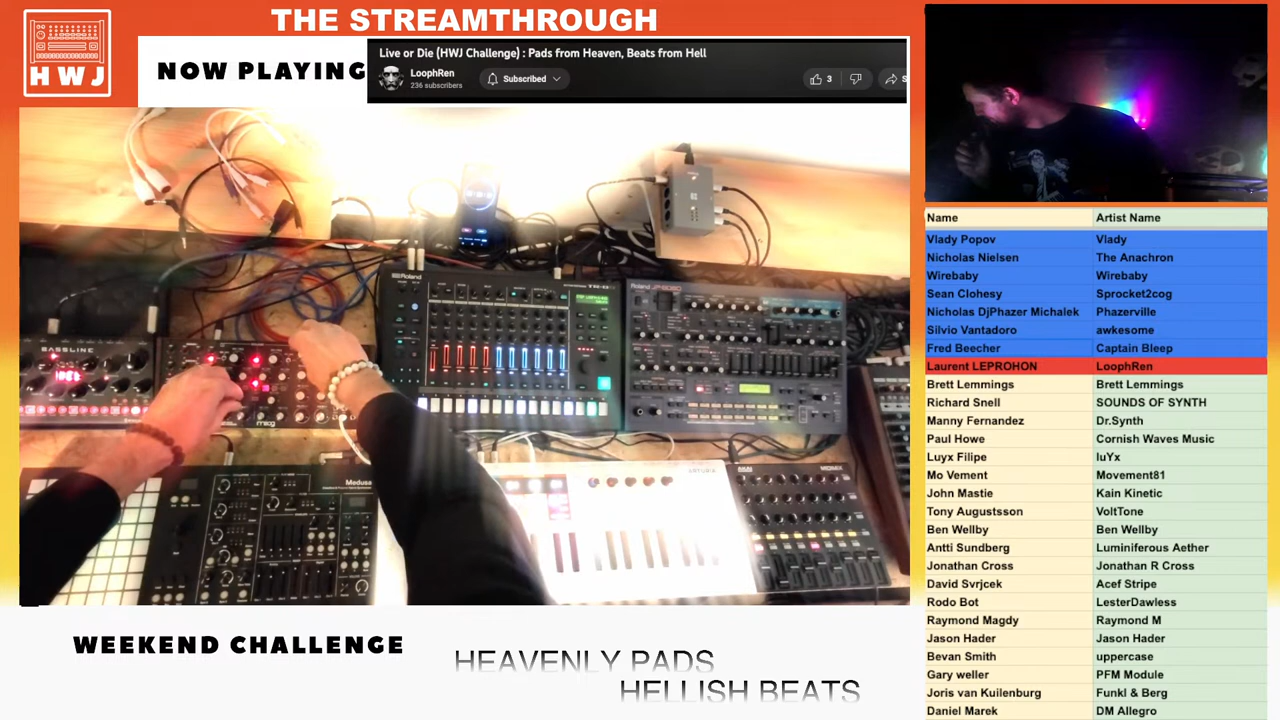 THE STREAMTHROUGH
HWJ
NOW PLAYING
Live or Die (HWJ Challenge) : Pads from Heaven, Beats from Hell
LoophRen
236 subscribers
Subscribed
3
S
BASSLINE
Roland
Roland JP-8080
moog
Medusa
ARTURIA
AKAI
MIDIMIX
WEEKEND CHALLENGE
HEAVENLY PADS
HELLISH BEATS
Name Artist Name
Vlady Popov Vlady
Nicholas Nielsen The Anachron
Wirebaby Wirebaby
Sean Clohesy Sprocket2cog
Nicholas DjPhazer Michalek Phazerville
Silvio Vantadoro awkesome
Fred Beecher Captain Bleep
Laurent LEPROHON LoophRen
Brett Lemmings Brett Lemmings
Richard Snell SOUNDS OF SYNTH
Manny Fernandez Dr.Synth
Paul Howe Cornish Waves Music
Luyx Filipe luYx
Mo Vement Movement81
John Mastie Kain Kinetic
Tony Augustsson VoltTone
Ben Wellby Ben Wellby
Antti Sundberg Luminiferous Aether
Jonathan Cross Jonathan R Cross
David Svrjcek Acef Stripe
Rodo Bot LesterDawless
Raymond Magdy Raymond M
Jason Hader Jason Hader
Bevan Smith uppercase
Gary weller PFM Module
Joris van Kuilenburg Funkl & Berg
Daniel Marek DM Allegro